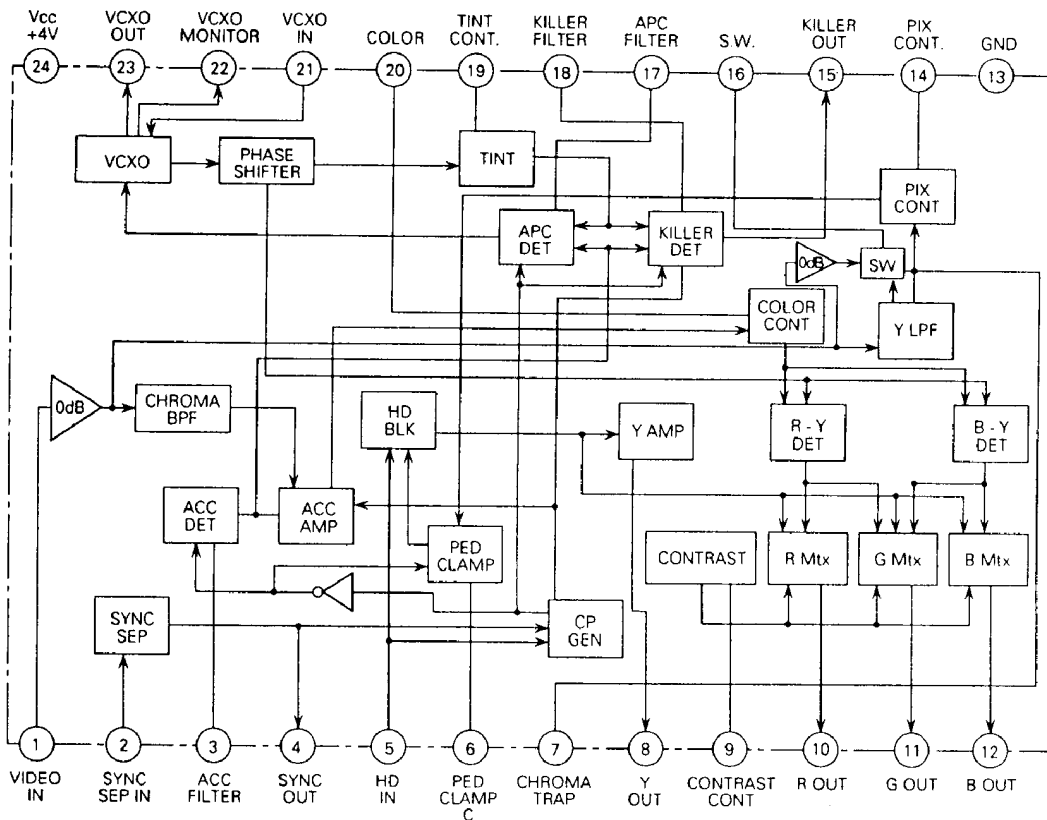 Vcc
+4V
VCXO
OUT
VCXO
MONITOR
VCXO
IN
COLOR
TINT
CONT.
KILLER
FILTER
APC
FILTER
S.W.
KILLER
OUT
PIX
CONT.
GND
24
23
22
21
20
19
18
17
16
15
14
13
VCXO
PHASE
SHIFTER
TINT
PIX
CONT
APC
DET
KILLER
DET
0dB
SW
COLOR
CONT
Y LPF
0dB
CHROMA
BPF
HD
BLK
Y AMP
R - Y
DET
B - Y
DET
ACC
DET
ACC
AMP
PED
CLAMP
CONTRAST
R Mtx
G Mtx
B Mtx
SYNC
SEP
CP
GEN
1
2
3
4
5
6
7
8
9
10
11
12
VIDEO
IN
SYNC
SEP IN
ACC
FILTER
SYNC
OUT
HD
IN
PED
CLAMP
C
CHROMA
TRAP
Y
OUT
CONTRAST
CONT
R OUT
G OUT
B OUT